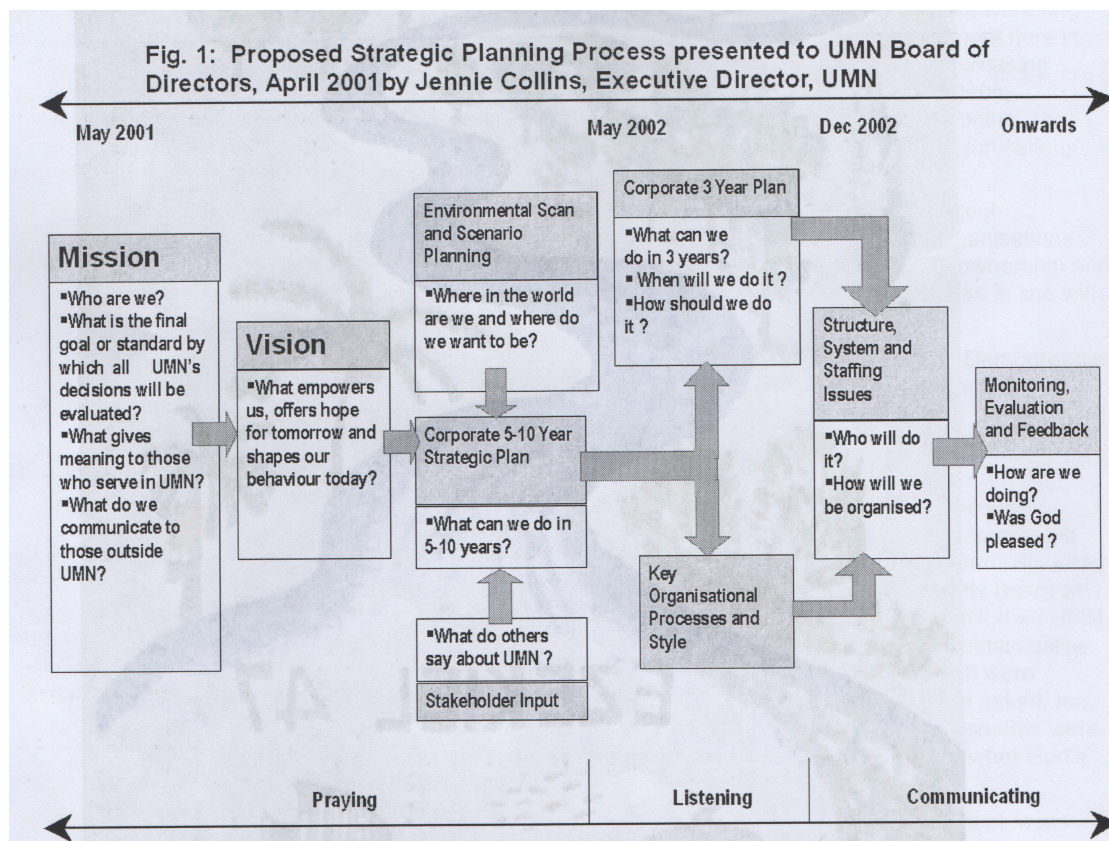 Fig. 1: Proposed Strategic Planning Process presented to UMN Board of
Directors, April 2001by Jennie Collins, Executive Director, UMN
May 2001
May 2002
Dec 2002
Onwards
Mission
▪Who are we?
▪What is the final
goal or standard by
which all UMN's
decisions will be
evaluated?
▪What gives
meaning to those
who serve in UMN?
▪What do we
communicate to
those outside
UMN?
Vision
▪What empowers
us, offers hope
for tomorrow and
shapes our
behaviour today?
Environmental Scan
and Scenario
Planning
▪Where in the world
are we and where do
we want to be?
Corporate 5-10 Year
Strategic Plan
▪What can we do in
5-10 years?
▪What do others
say about UMN ?
Stakeholder Input
Corporate 3 Year Plan
▪What can we
do in 3 years?
▪ When will we do it ?
▪How should we do
it ?
Key
Organisational
Processes and
Style
Structure,
System and
Staffing
Issues
▪Who will do
it?
▪How will we
be organised?
Monitoring,
Evaluation
and Feedback
▪How are we
doing?
▪Was God
pleased ?
EZEKIEL 47
Praying
Listening
Communicating